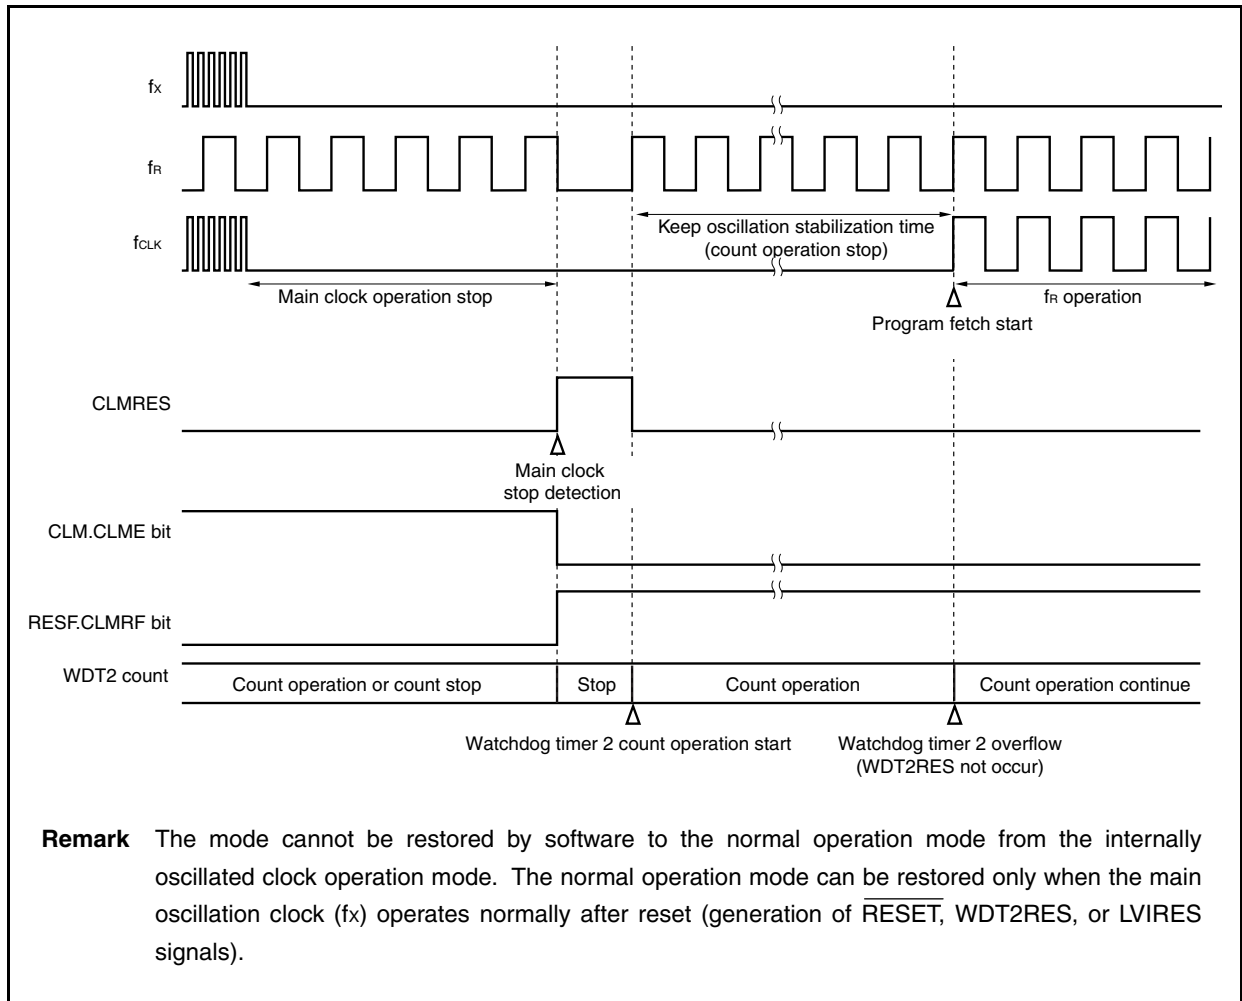 fX
fR
Keep oscillation stabilization time
(count operation stop)
fCLK
Main clock operation stop
fR operation
Program fetch start
CLMRES
Main clock
stop detection
CLM.CLME bit
RESF.CLMRF bit
WDT2 count
Count operation or count stop
Stop
Count operation
Count operation continue
Watchdog timer 2 count operation start
Watchdog timer 2 overflow
(WDT2RES not occur)
Remark The mode cannot be restored by software to the normal operation mode from the internally
oscillated clock operation mode. The normal operation mode can be restored only when the main
oscillation clock (fX) operates normally after reset (generation of RESET, WDT2RES, or LVIRES
signals).